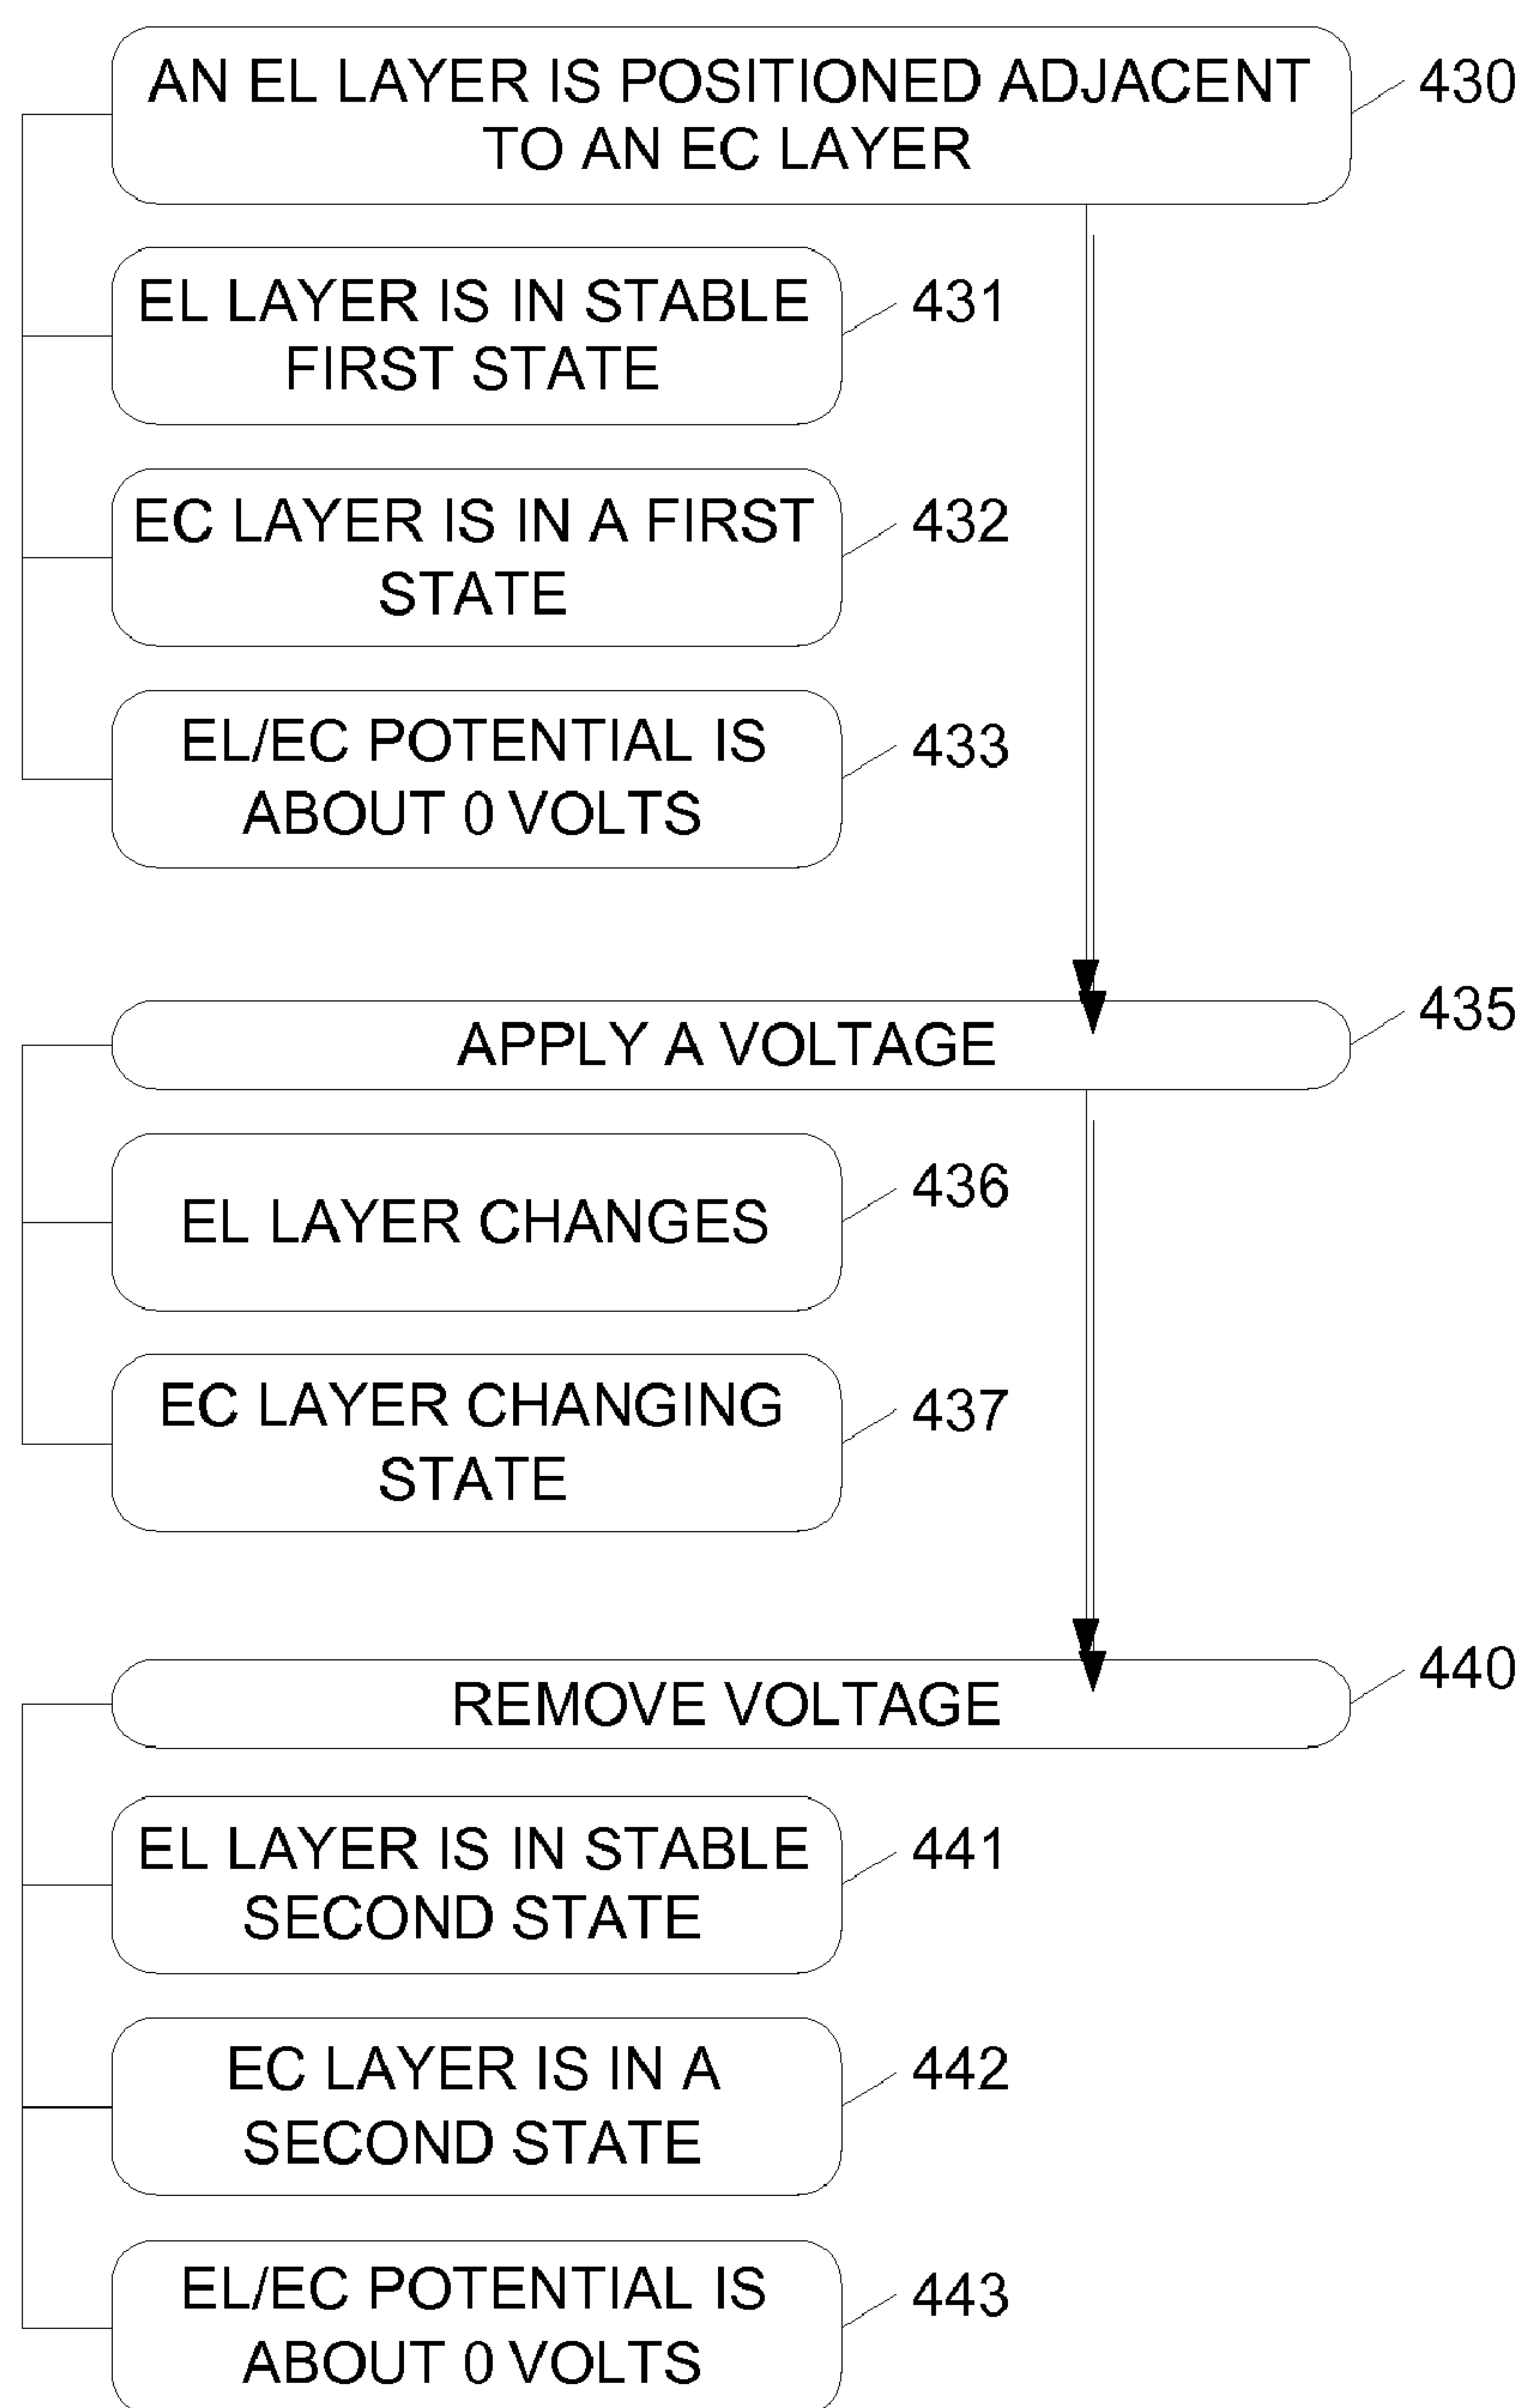 AN EL LAYER IS POSITIONED ADJACENT
TO AN EC LAYER
430
EL LAYER IS IN STABLE
FIRST STATE
431
EC LAYER IS IN A FIRST
STATE
432
EL/EC POTENTIAL IS
ABOUT 0 VOLTS
433
APPLY A VOLTAGE
435
EL LAYER CHANGES
436
EC LAYER CHANGING
STATE
437
REMOVE VOLTAGE
440
EL LAYER IS IN STABLE
SECOND STATE
441
EC LAYER IS IN A
SECOND STATE
442
EL/EC POTENTIAL IS
ABOUT 0 VOLTS
443